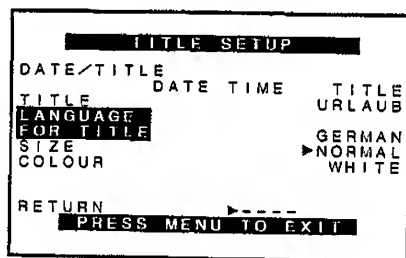 TITLE SETUP
DATE/TITLE
DATE TIME TITLE
TITLE URLAUB
LANGUAGE
FOR TITLE GERMAN
SIZE ▶NORMAL
COLOUR WHITE
RETURN ▶----
PRESS MENU TO EXIT